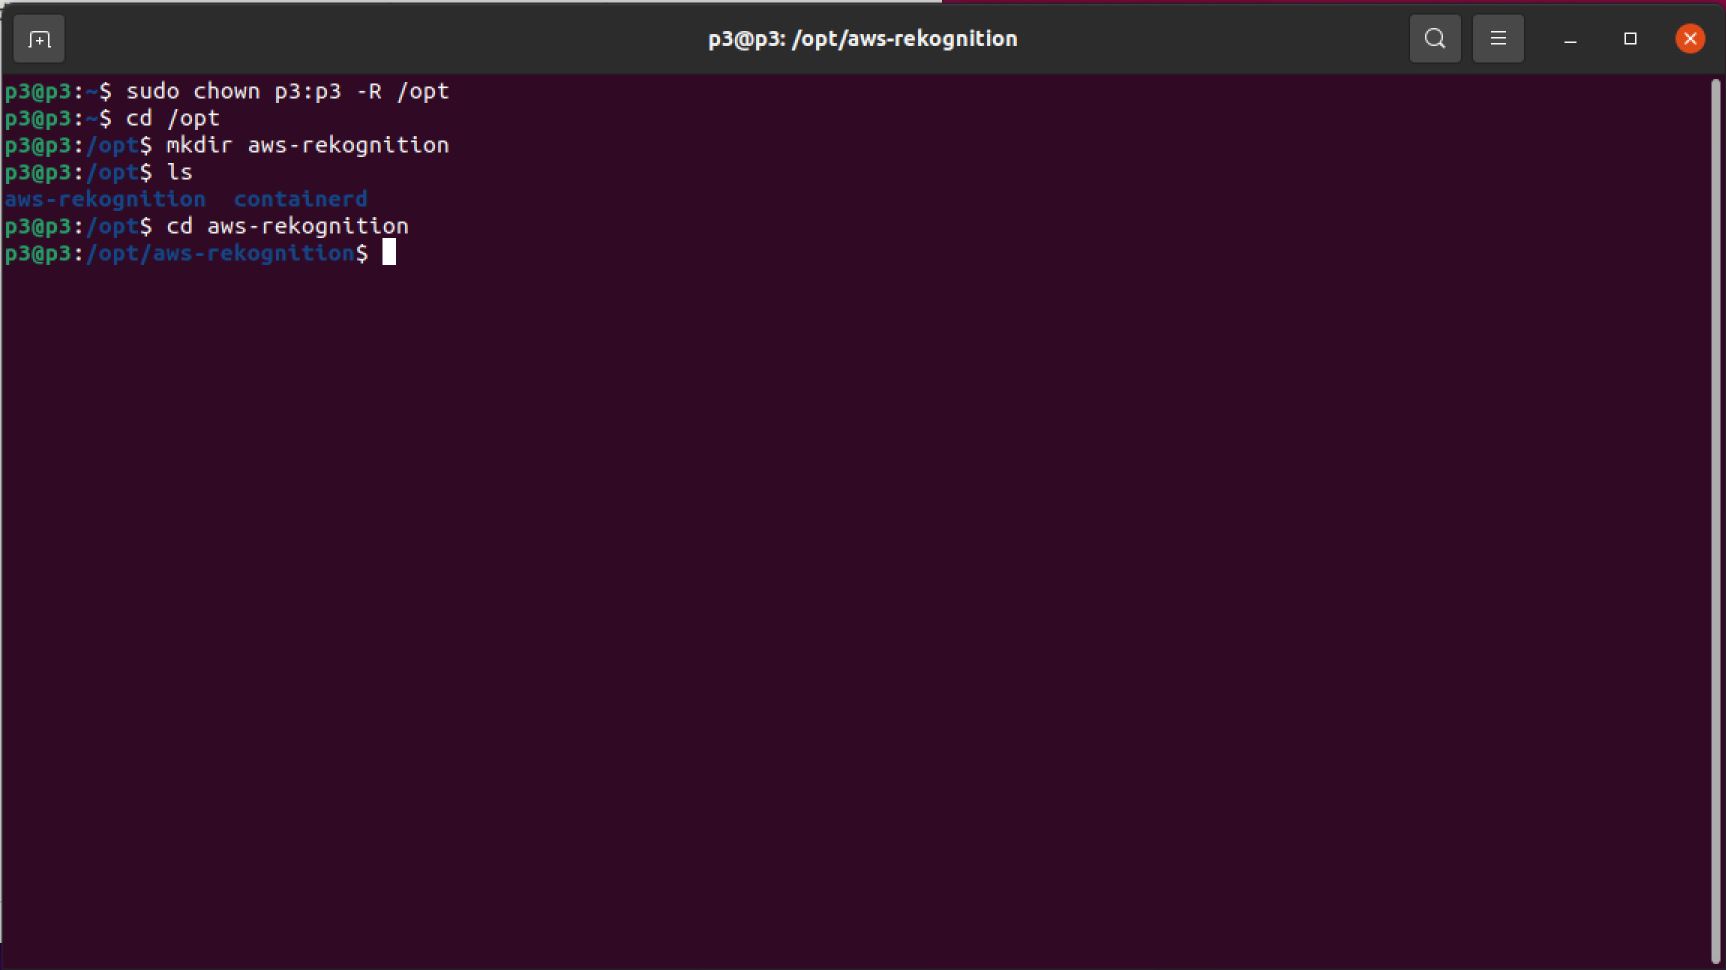 p3@p3: /opt/aws-rekognition
p3@p3:~$ sudo chown p3:p3 -R /opt
p3@p3:~$ cd /opt
p3@p3:/opt$ mkdir aws-rekognition
p3@p3:/opt$ ls
aws-rekognition  containerd
p3@p3:/opt$ cd aws-rekognition
p3@p3:/opt/aws-rekognition$